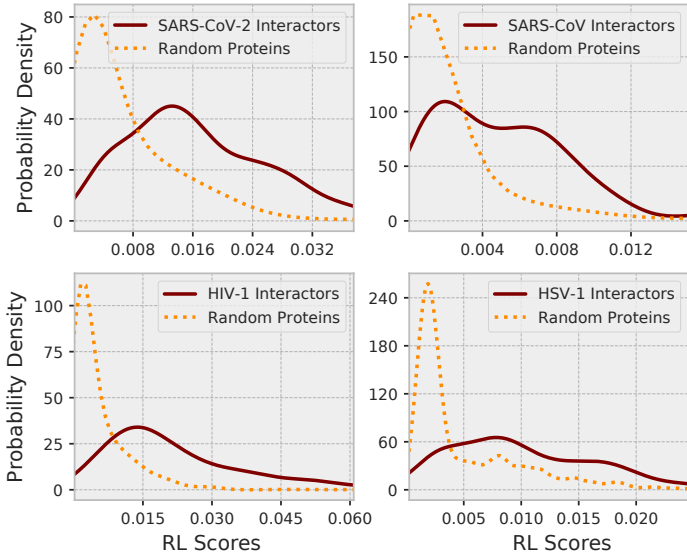 Probability Density
80
60
40
20
0
SARS-CoV-2 Interactors
Random Proteins
0.008 0.016 0.024 0.032
150
100
50
0
SARS-CoV Interactors
Random Proteins
0.004 0.008 0.012
Probability Density
100
75
50
25
0
HIV-1 Interactors
Random Proteins
0.015 0.030 0.045 0.060
RL Scores
240
180
120
60
0
HSV-1 Interactors
Random Proteins
0.005 0.010 0.015 0.020
RL Scores